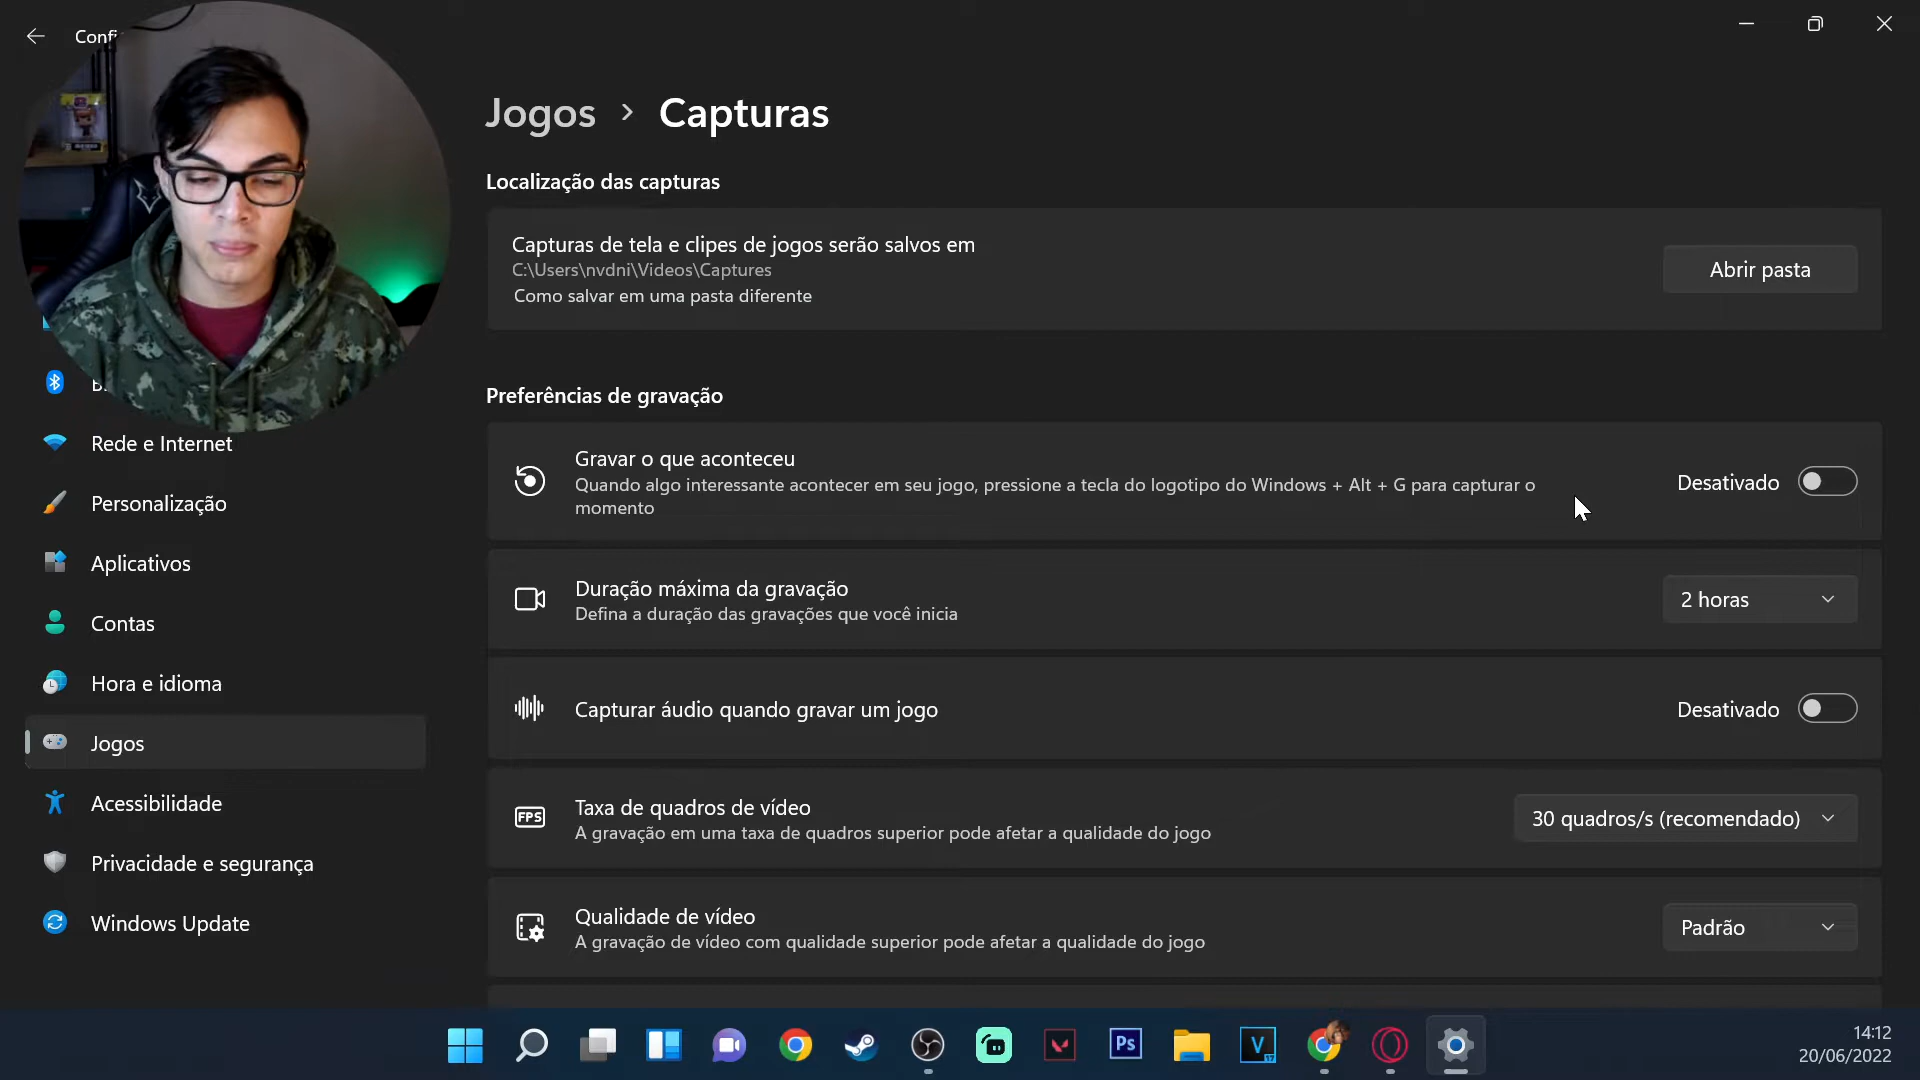 Jogos > Capturas
Localização das capturas
Capturas de tela e clipes de jogos serão salvos em
C:\Users\nvdni\Videos\Captures
Como salvar em uma pasta diferente
Abrir pasta
Preferências de gravação
Gravar o que aconteceu
Quando algo interessante acontecer em seu jogo, pressione a tecla do logotipo do Windows + Alt + G para capturar o
momento
Desativado
Duração máxima da gravação
Defina a duração das gravações que você inicia
2 horas
Capturar áudio quando gravar um jogo
Desativado
FPS
Taxa de quadros de vídeo
A gravação em uma taxa de quadros superior pode afetar a qualidade do jogo
30 quadros/s (recomendado)
Qualidade de vídeo
A gravação de vídeo com qualidade superior pode afetar a qualidade do jogo
Padrão
Rede e Internet
Personalização
Aplicativos
Contas
Hora e idioma
Jogos
Acessibilidade
Privacidade e segurança
Windows Update
Ps
V
14:12
20/06/2022